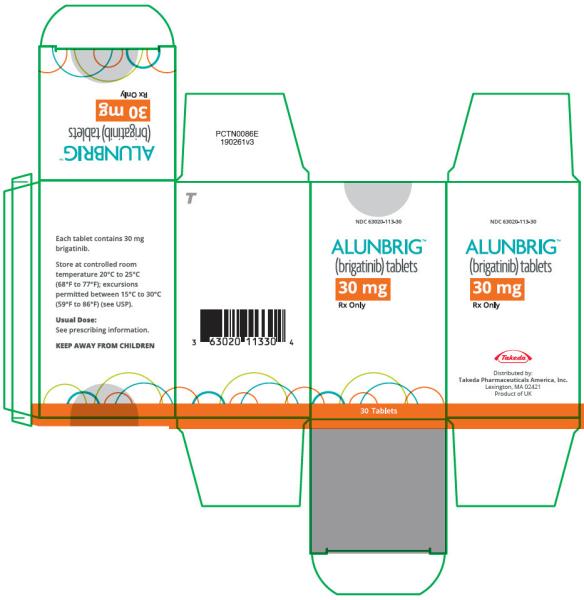 ALUNBRIG™
(brigatinib) tablets
30 mg
Rx Only
PCTN0086E
190261v3
T
Each tablet contains 30 mg
brigatinib.
Store at controlled room
temperature 20°C to 25°C
(68°F to 77°F); excursions
permitted between 15°C to 30°C
(59°F to 86°F) (see USP).
Usual Dose:
See prescribing information.
KEEP AWAY FROM CHILDREN
3 63020 11330 4
NDC 63020-113-30
ALUNBRIG™
(brigatinib) tablets
30 mg
Rx Only
30 Tablets
NDC 63020-113-30
ALUNBRIG™
(brigatinib) tablets
30 mg
Rx Only
Takeda
Distributed by:
Takeda Pharmaceuticals America, Inc.
Lexington, MA 02421
Product of UK